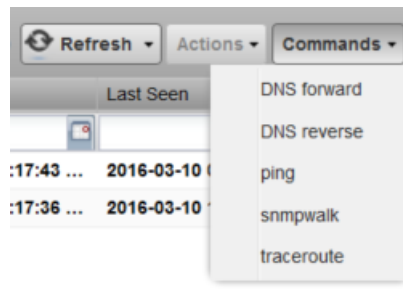 Refresh Actions Commands
Last Seen
DNS forward
DNS reverse
:17:43 ... 2016-03-10
ping
:17:36 ... 2016-03-10
snmpwalk
traceroute